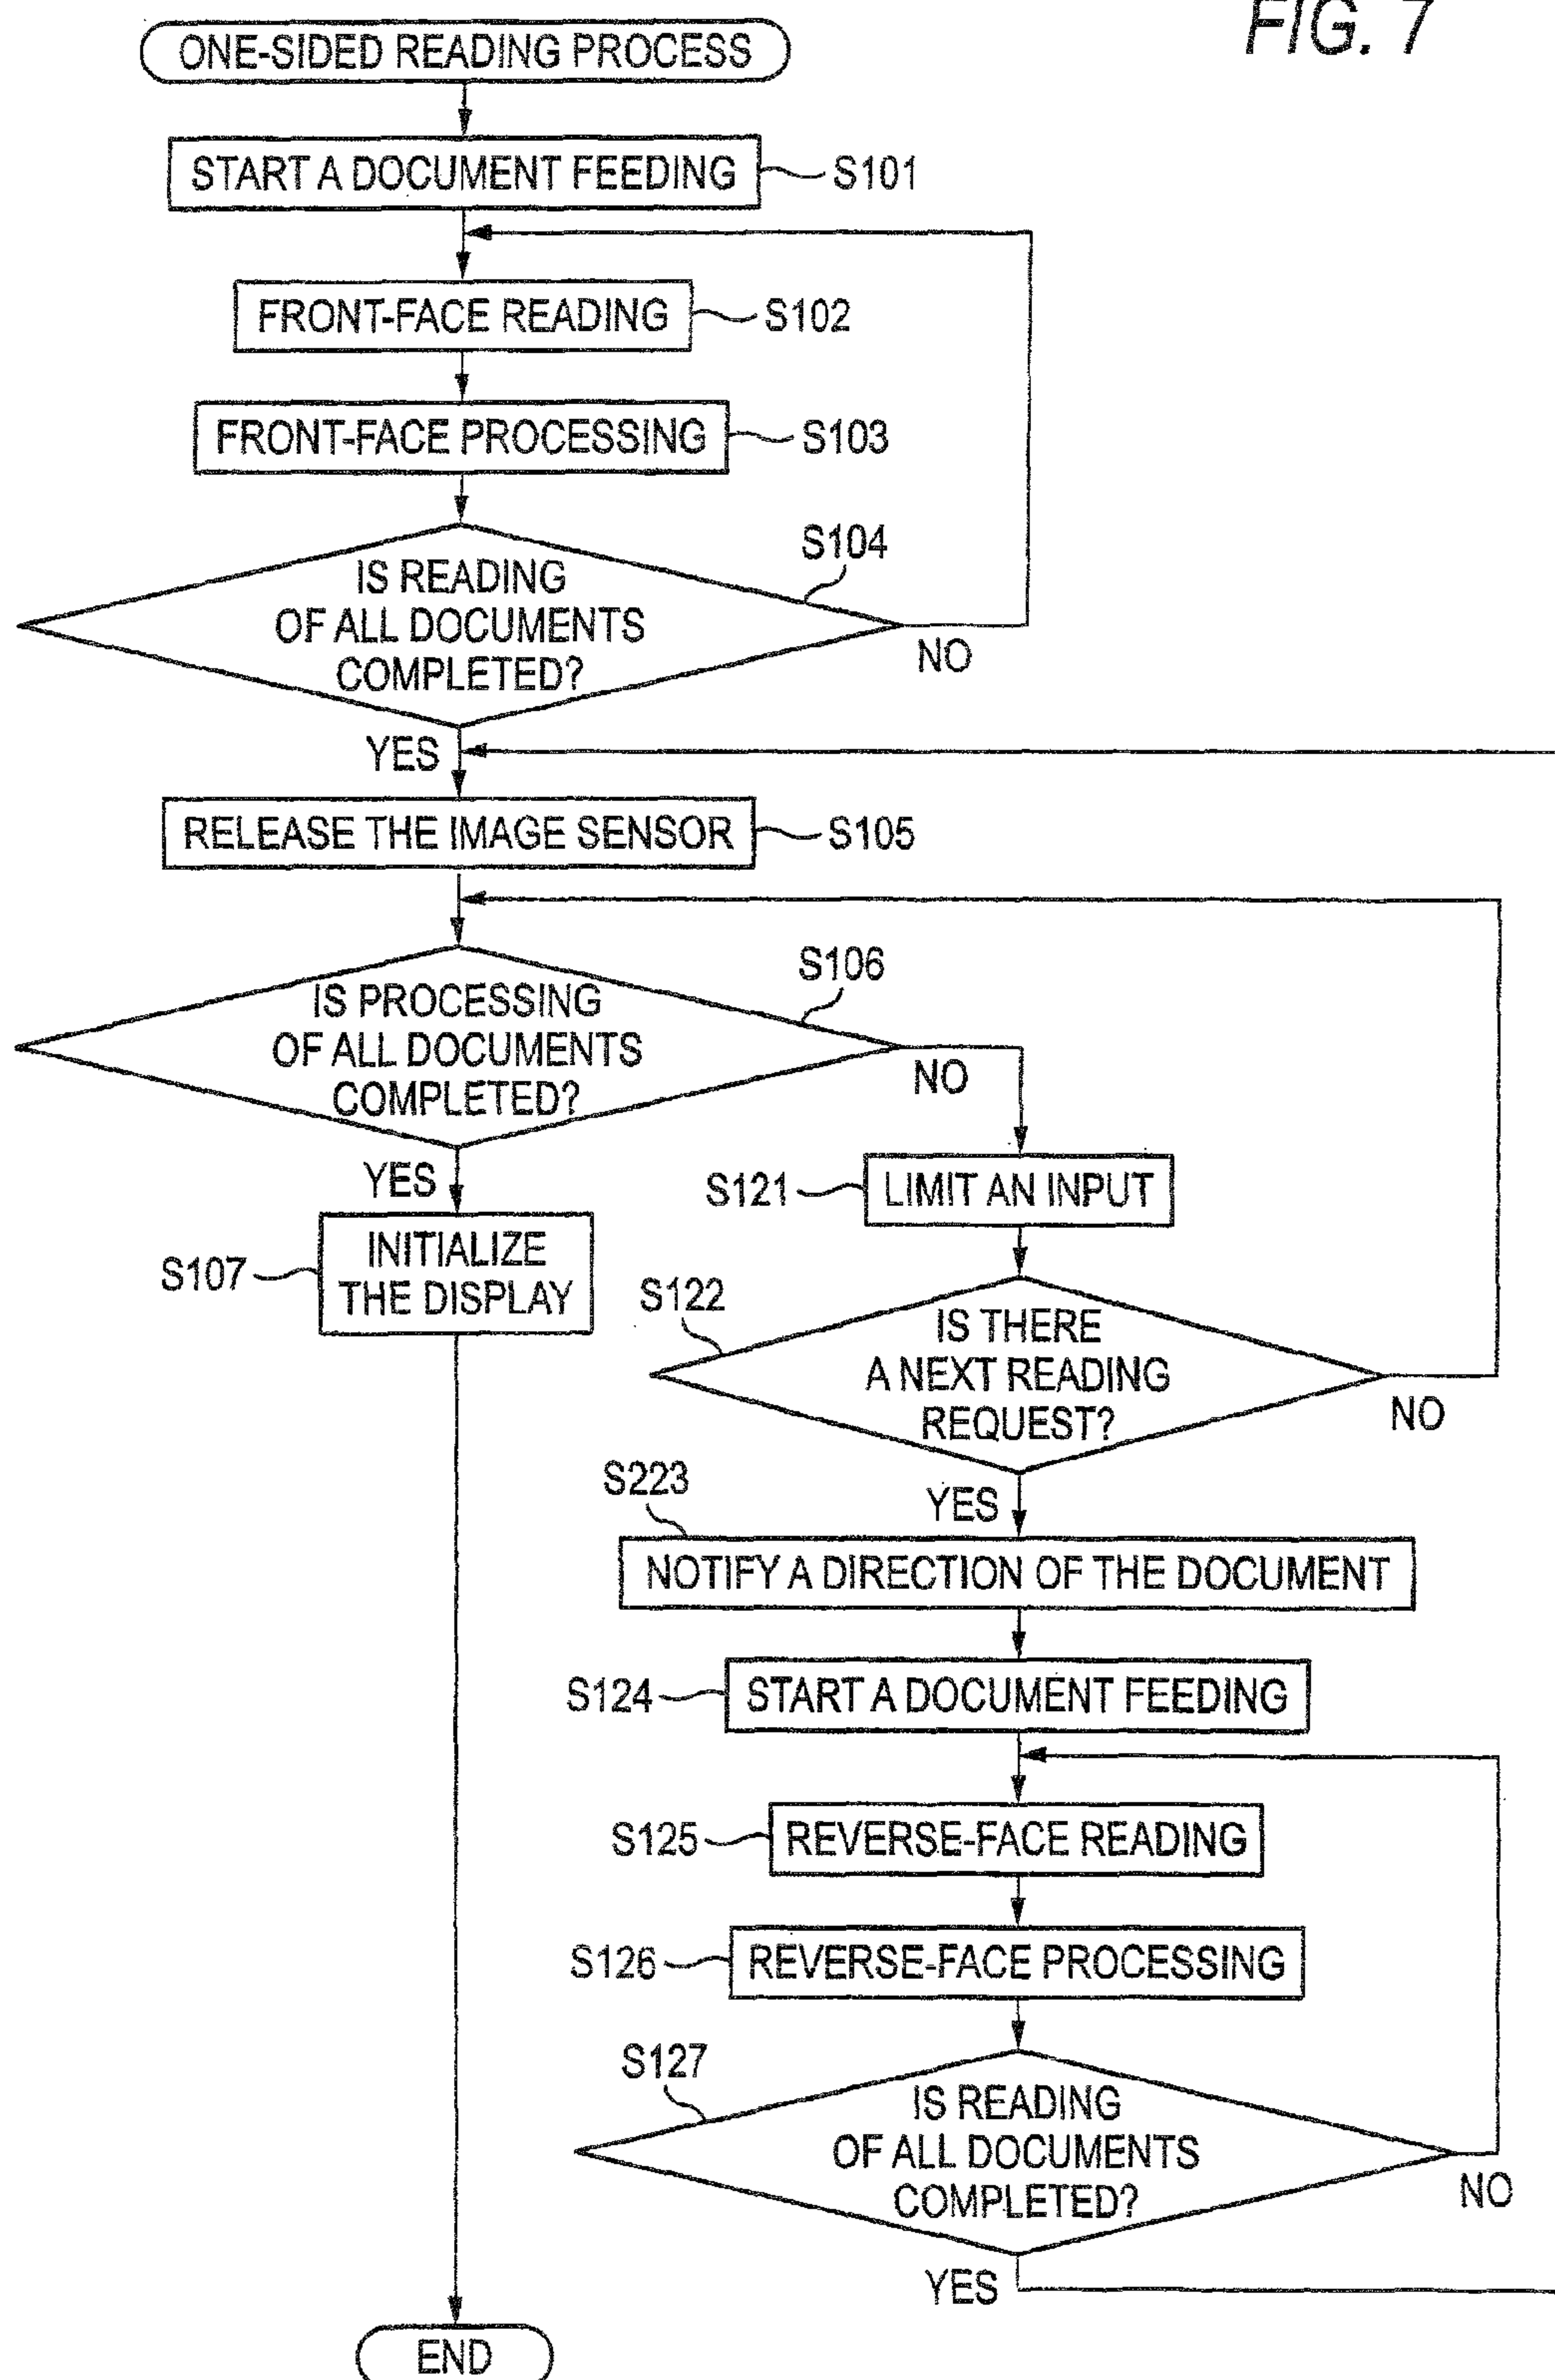 FIG. 7
ONE-SIDED READING PROCESS
START A DOCUMENT FEEDING
S101
FRONT-FACE READING
S102
FRONT-FACE PROCESSING
S103
S104
IS READING
OF ALL DOCUMENTS
COMPLETED?
NO
YES
RELEASE THE IMAGE SENSOR
S105
S106
IS PROCESSING
OF ALL DOCUMENTS
COMPLETED?
NO
YES
S121
LIMIT AN INPUT
S107
INITIALIZE
THE DISPLAY
S122
IS THERE
A NEXT READING
REQUEST?
NO
YES
S223
NOTIFY A DIRECTION OF THE DOCUMENT
S124
START A DOCUMENT FEEDING
S125
REVERSE-FACE READING
S126
REVERSE-FACE PROCESSING
S127
IS READING
OF ALL DOCUMENTS
COMPLETED?
NO
YES
END